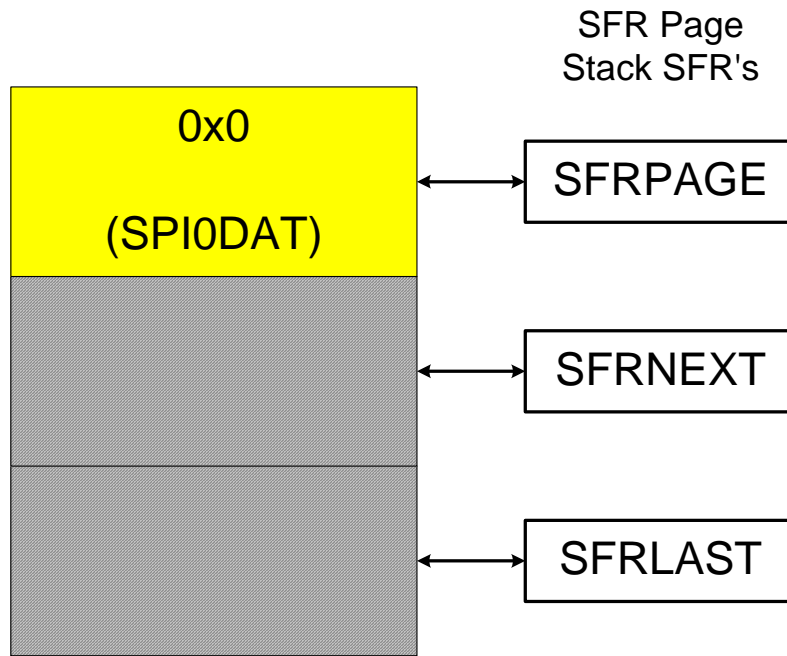 SFR Page
Stack SFR's
0x0
(SPI0DAT)
SFRPAGE
SFRNEXT
SFRLAST